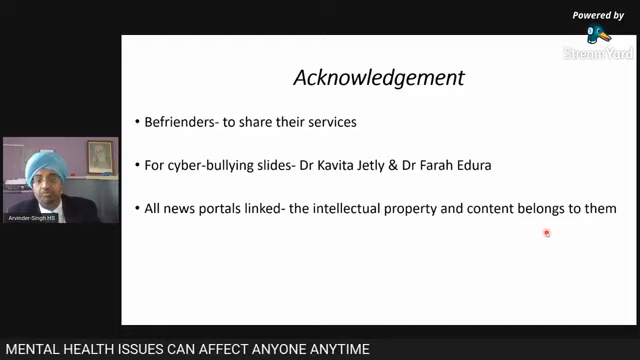 Powered by
StreamYard
Acknowledgement
• Befrienders- to share their services
• For cyber-bullying slides- Dr Kavita Jetly & Dr Farah Edura
• All news portals linked- the intellectual property and content belongs to them
Arvinder-Singh HS
MENTAL HEALTH ISSUES CAN AFFECT ANYONE ANYTIME